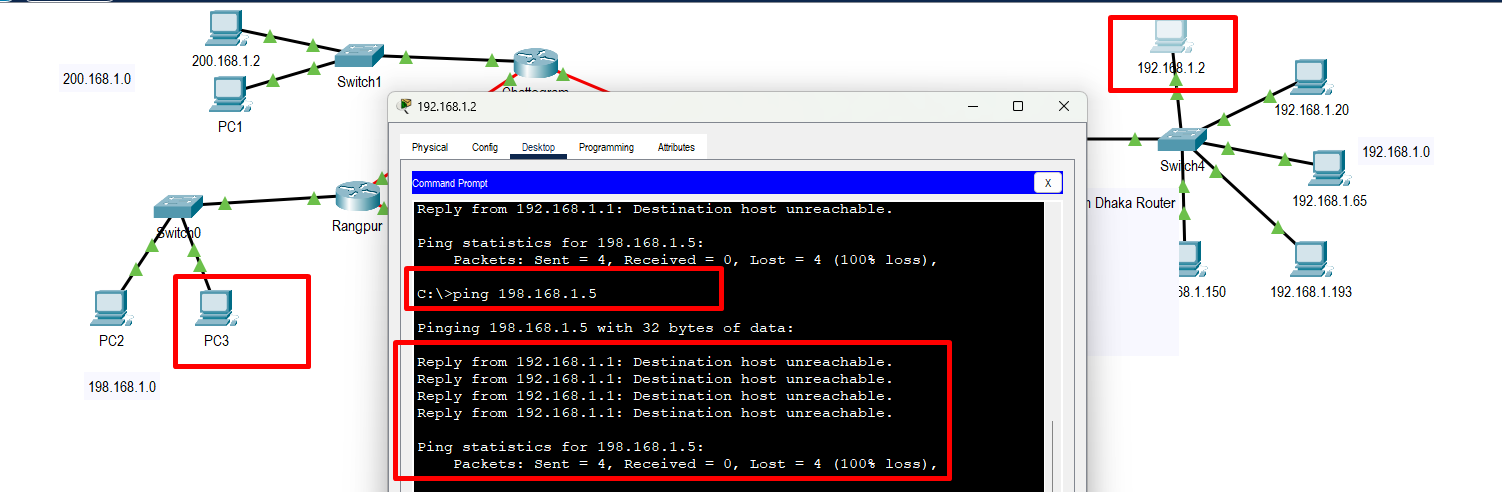 200.168.1.2
200.168.1.0
Switch1
PC1
Switch0
Rangpur
PC2
PC3
198.168.1.0
192.168.1.2
Physical
Config
Desktop
Programming
Attributes
Command Prompt
X
Reply from 192.168.1.1: Destination host unreachable.
Ping statistics for 198.168.1.5:
Packets: Sent = 4, Received = 0, Lost = 4 (100% loss),
C:\>ping 198.168.1.5
Pinging 198.168.1.5 with 32 bytes of data:
Reply from 192.168.1.1: Destination host unreachable.
Reply from 192.168.1.1: Destination host unreachable.
Reply from 192.168.1.1: Destination host unreachable.
Reply from 192.168.1.1: Destination host unreachable.
Ping statistics for 198.168.1.5:
Packets: Sent = 4, Received = 0, Lost = 4 (100% loss),
192.168.1.2
192.168.1.20
192.168.1.0
Switch4
192.168.1.65
Dhaka Router
192.168.1.193